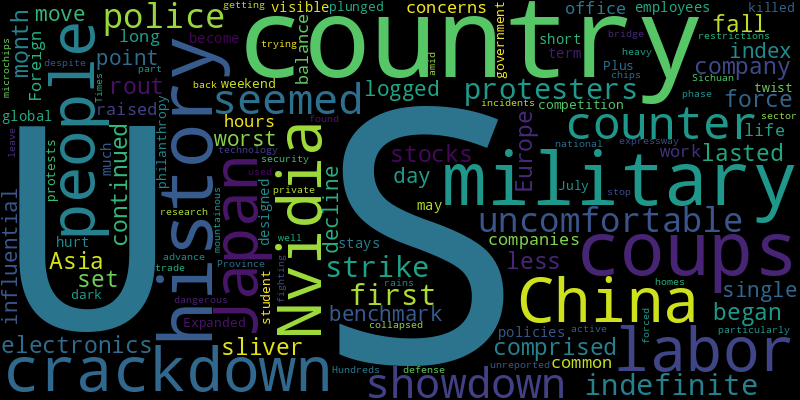 getting visible concerns office employees killed
month move police plunged country government
microchips Foreign people long trying balance short Plus bridge restrictions fall
despite point become weekend amid term chips heavy Sichuan index
part rout back logged protesters company
Times raised history seemed phase twist
global hours incidents competition force sector
leave protests much philanthropy worst found Europe counter life
technology stocks national expressway
U S continued Japan used security Nvidia decline day military work lasted
designed private may July stop
influential research mountainous well uncomfortable
hurt stays companies less coups
Asia advance Province strike homes
set trade student fighting first China single
dark dangerous rains
Expanded benchmark policies active began
electronics sliver collapsed comprised forced labor particularly
crackdown Hundreds defense common unreported
showdown indefinite